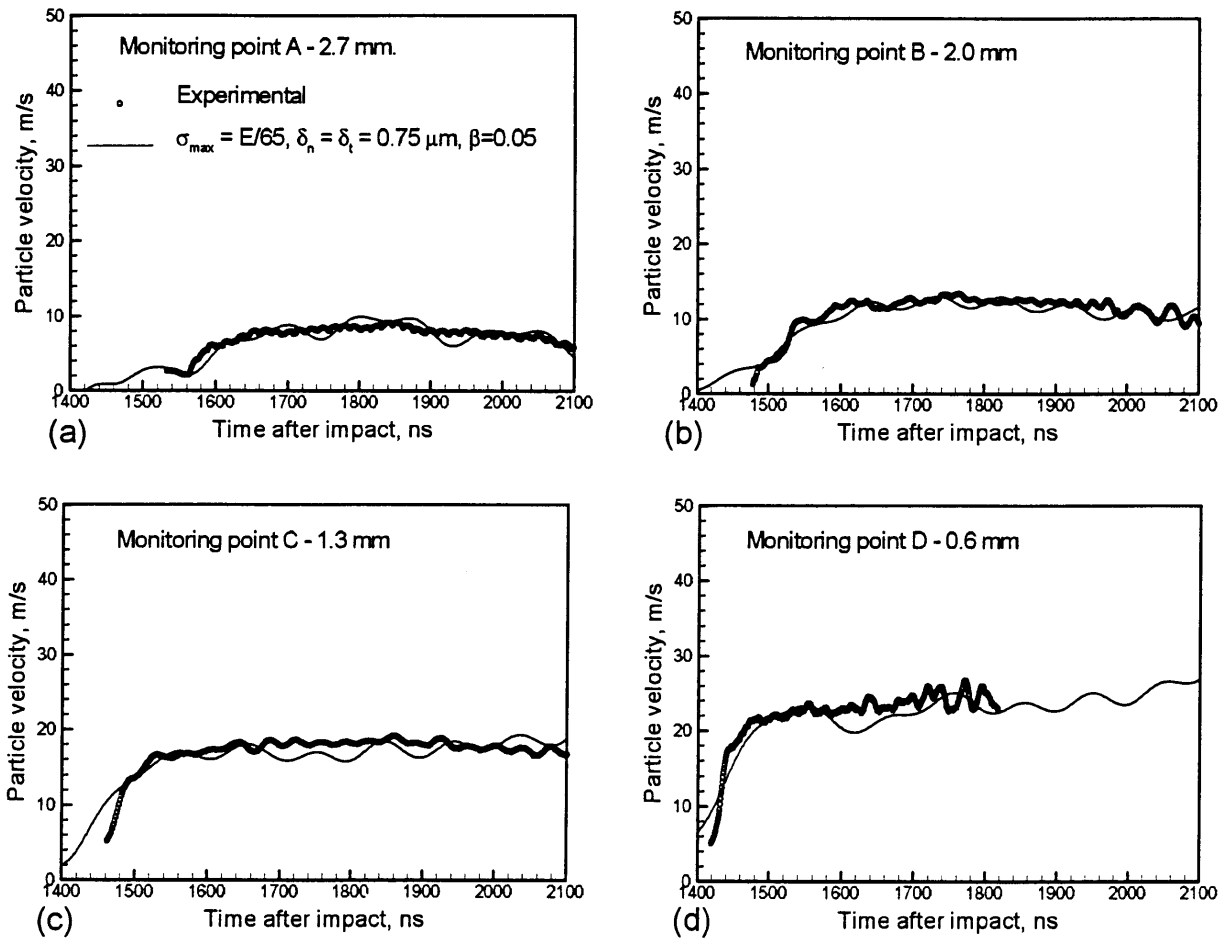 Monitoring point A - 2.7 mm.
Experimental
σmax = E/65, δn = δt = 0.75 μm, β=0.05
Particle velocity, m/s
50
40
30
20
10
0
1400 1500 1600 1700 1800 1900 2000 2100
Time after impact, ns
(a)
Monitoring point B - 2.0 mm
Particle velocity, m/s
50
40
30
20
10
0
1400 1500 1600 1700 1800 1900 2000 2100
Time after impact, ns
(b)
Monitoring point C - 1.3 mm
Particle velocity, m/s
50
40
30
20
10
0
1400 1500 1600 1700 1800 1900 2000 2100
Time after impact, ns
(c)
Monitoring point D - 0.6 mm
Particle velocity, m/s
50
40
30
20
10
0
1400 1500 1600 1700 1800 1900 2000 2100
Time after impact, ns
(d)